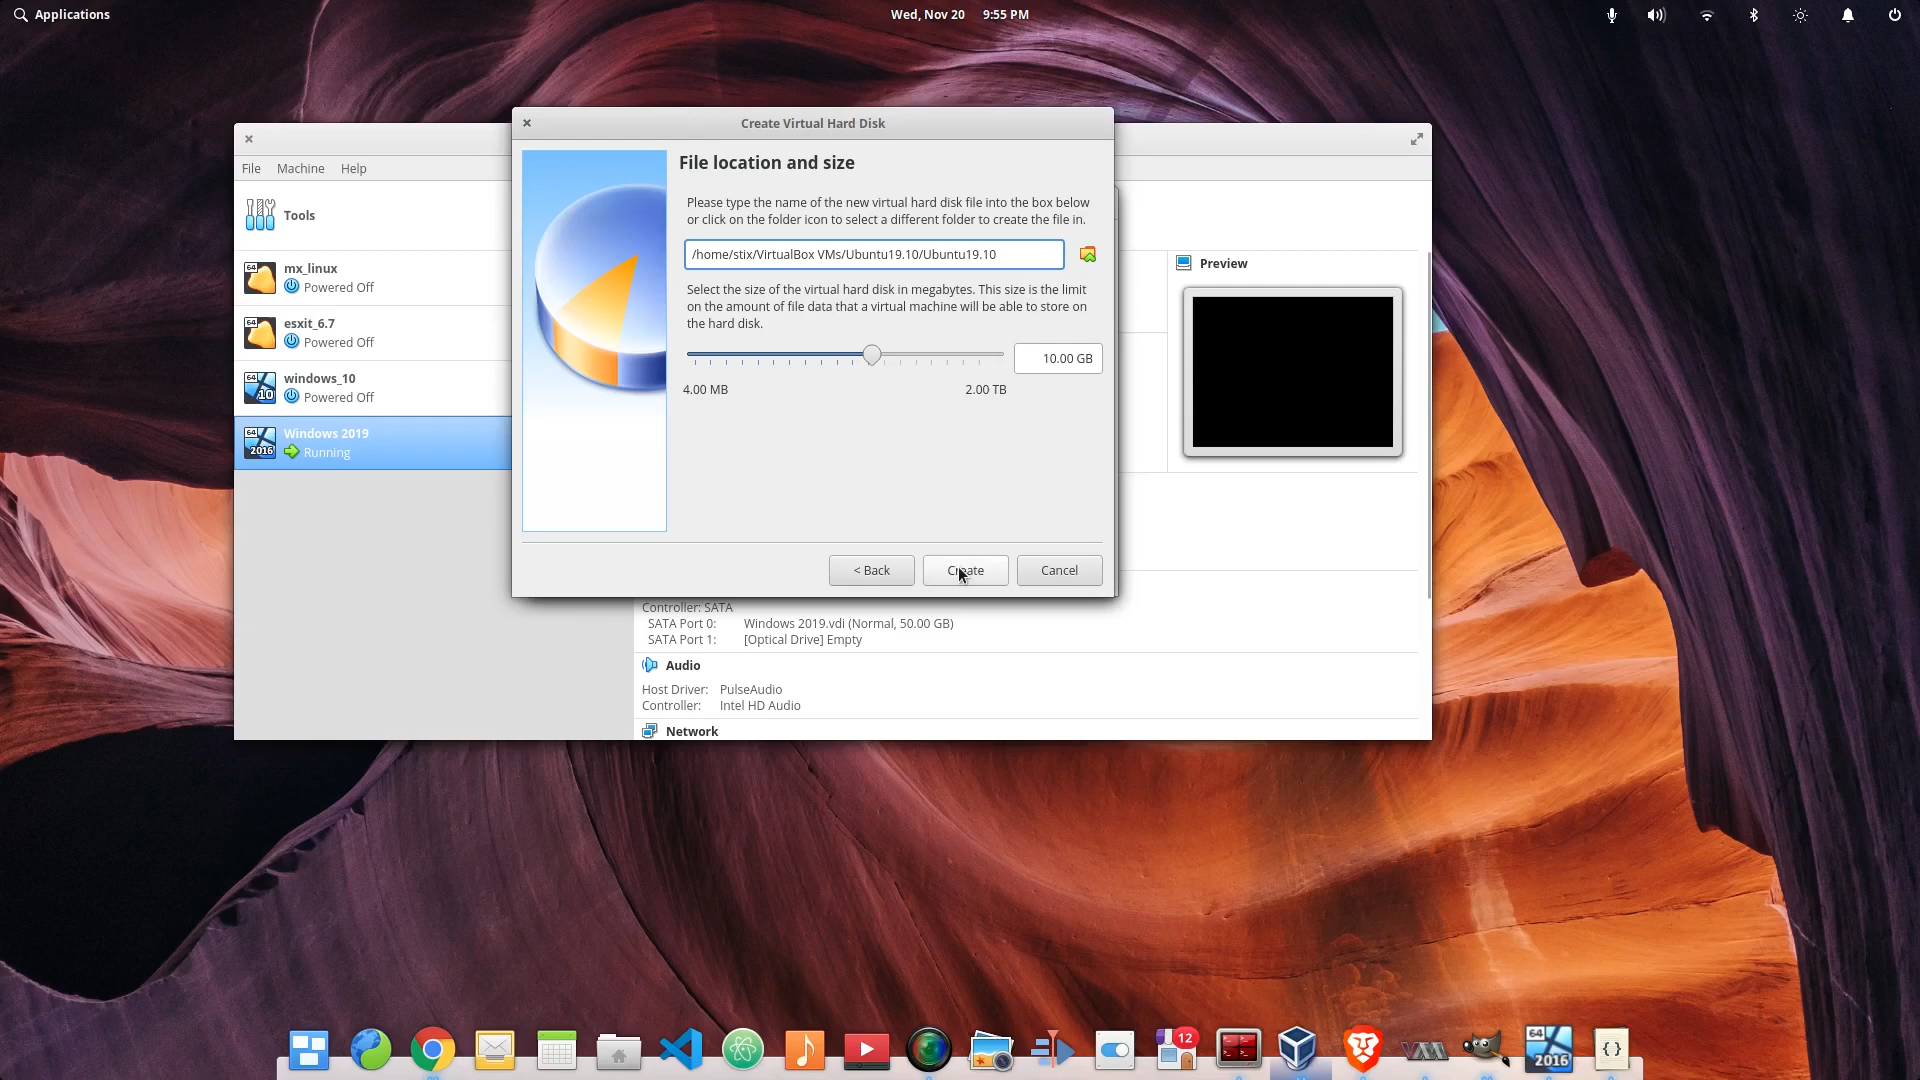 Applications
Wed, Nov 20 9:55 PM
Create Virtual Hard Disk
File Machine Help
Tools
64
mx_linux
Powered Off
64
esxit_6.7
Powered Off
64
10
windows_10
Powered Off
64
2016
Windows 2019
Running
File location and size
Please type the name of the new virtual hard disk file into the box below
or click on the folder icon to select a different folder to create the file in.
/home/stix/VirtualBox VMs/Ubuntu19.10/Ubuntu19.10
Select the size of the virtual hard disk in megabytes. This size is the limit
on the amount of file data that a virtual machine will be able to store on
the hard disk.
10.00 GB
4.00 MB 2.00 TB
< Back Create Cancel
Preview
Controller: SATA
SATA Port 0: Windows 2019.vdi (Normal, 50.00 GB)
SATA Port 1: [Optical Drive] Empty
Audio
Host Driver: PulseAudio
Controller: Intel HD Audio
Network
12
64
2016
{}